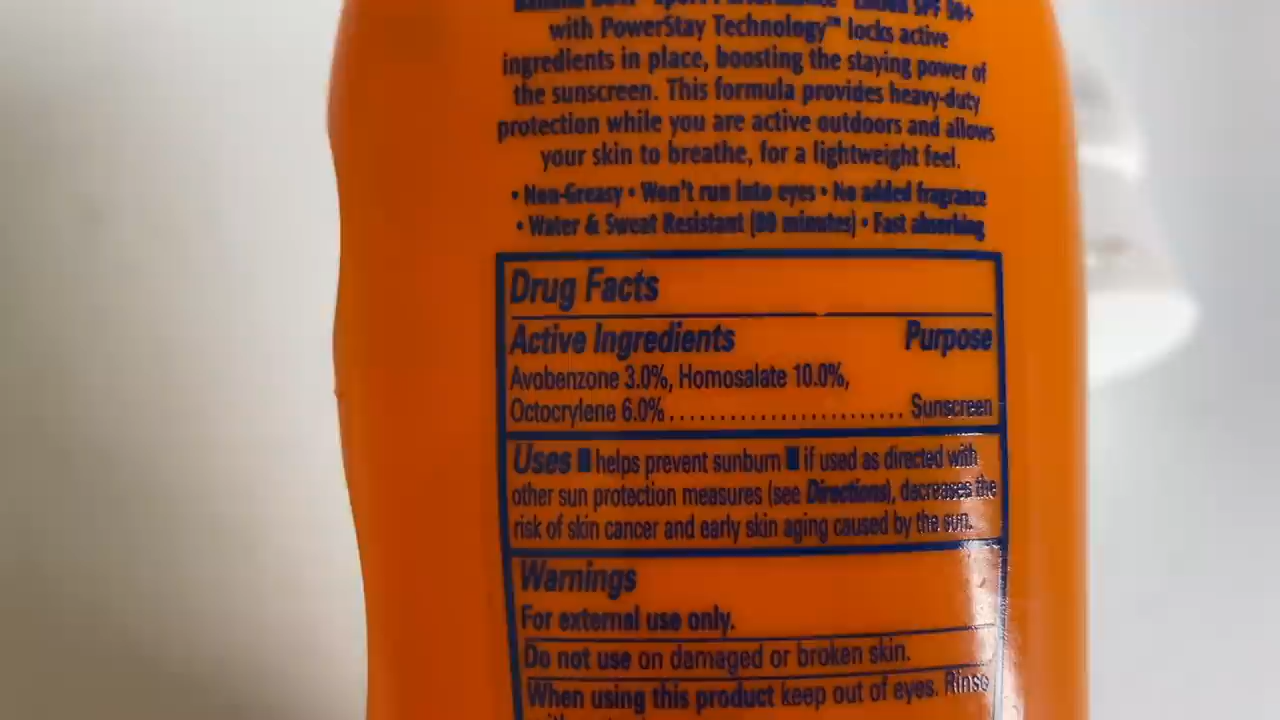 with PowerStay Technology™ locks active
ingredients in place, boosting the staying power of
the sunscreen. This formula provides heavy-duty
protection while you are active outdoors and allows
your skin to breathe, for a lightweight feel.
• Non-Greasy • Won't run into eyes • No added fragrance
• Water & Sweat Resistant (80 minutes) • Fast absorbing
Drug Facts
Active Ingredients Purpose
Avobenzone 3.0%, Homosalate 10.0%,
Octocrylene 6.0%........................ Sunscreen
Uses ■ helps prevent sunburn ■ if used as directed with
other sun protection measures (see Directions), decreases the
risk of skin cancer and early skin aging caused by the sun.
Warnings
For external use only.
Do not use on damaged or broken skin.
When using this product keep out of eyes. Rinse